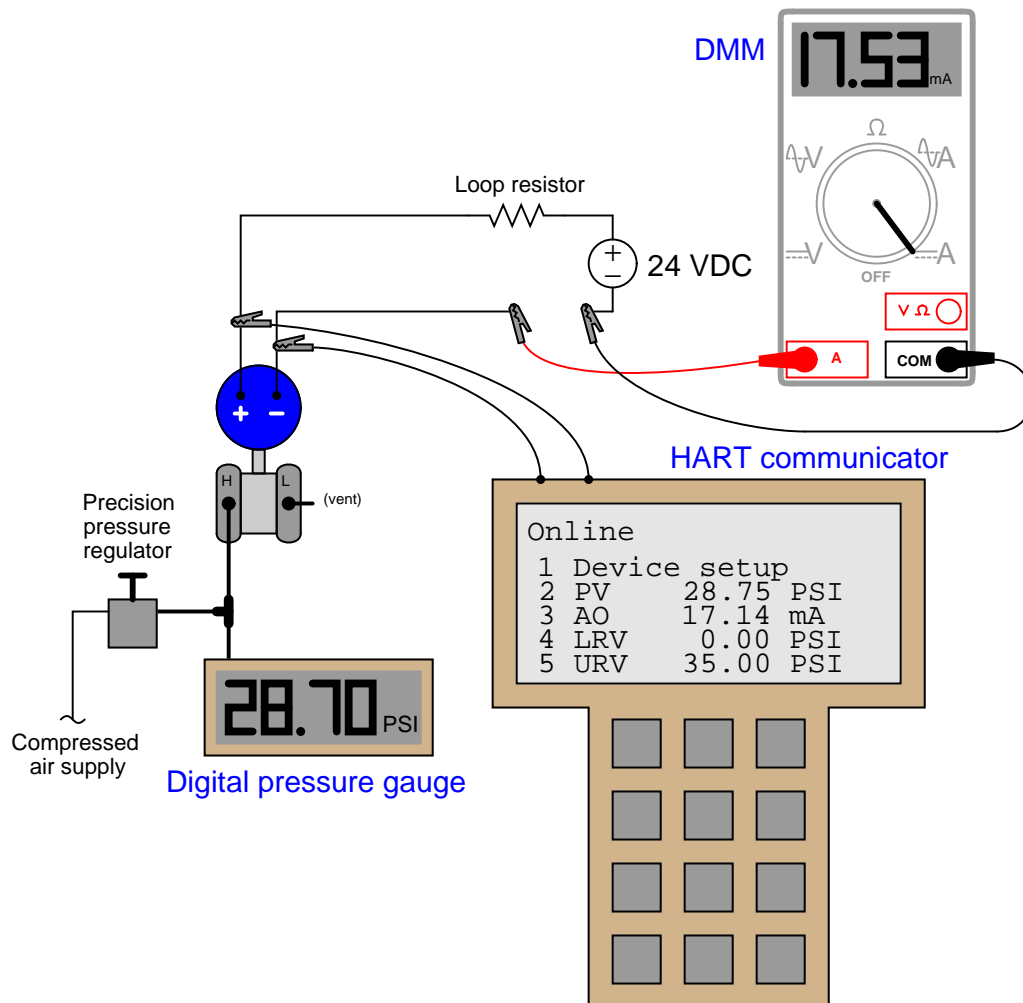 DMM
17.53 mA
Ω
V
A
V
A
OFF
V Ω
A
COM
Loop resistor
+
−
24 VDC
+ −
H L
(vent)
Precision
pressure
regulator
HART communicator
Online
1 Device setup
2 PV 28.75 PSI
3 AO 17.14 mA
4 LRV 0.00 PSI
5 URV 35.00 PSI
28.70 PSI
Compressed
air supply
Digital pressure gauge